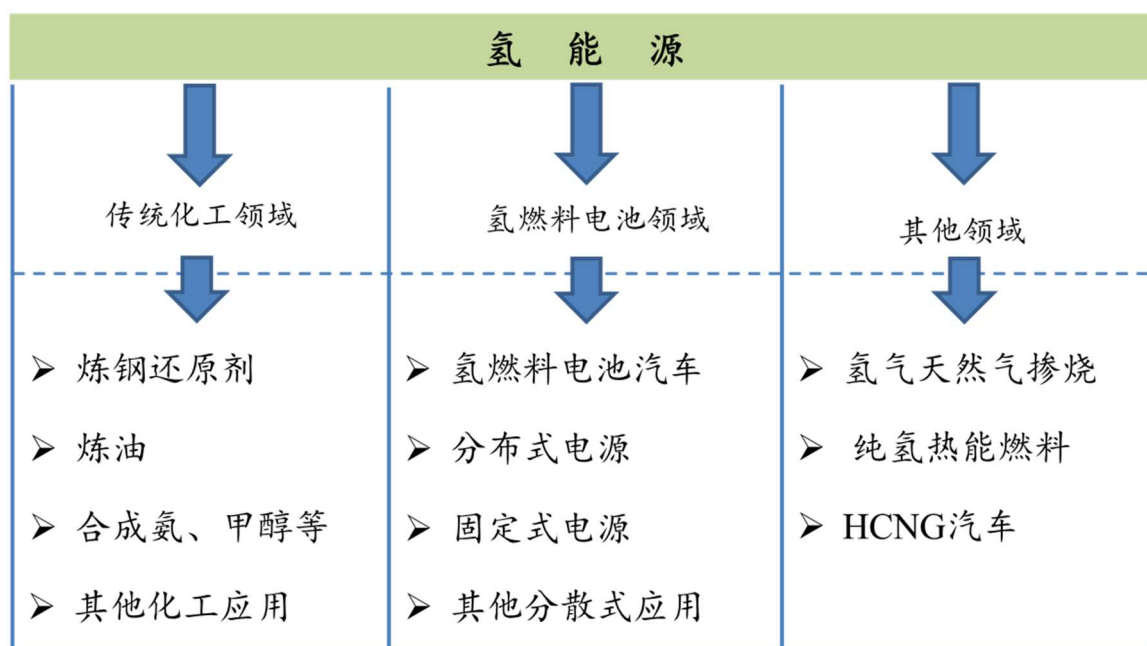 氢 能 源
传统化工领域
氢燃料电池领域
其他领域
➢ 炼钢还原剂
➢ 炼油
➢ 合成氨、甲醇等
➢ 其他化工应用
➢ 氢燃料电池汽车
➢ 分布式电源
➢ 固定式电源
➢ 其他分散式应用
➢ 氢气天然气掺烧
➢ 纯氢热能燃料
➢ HCNG汽车